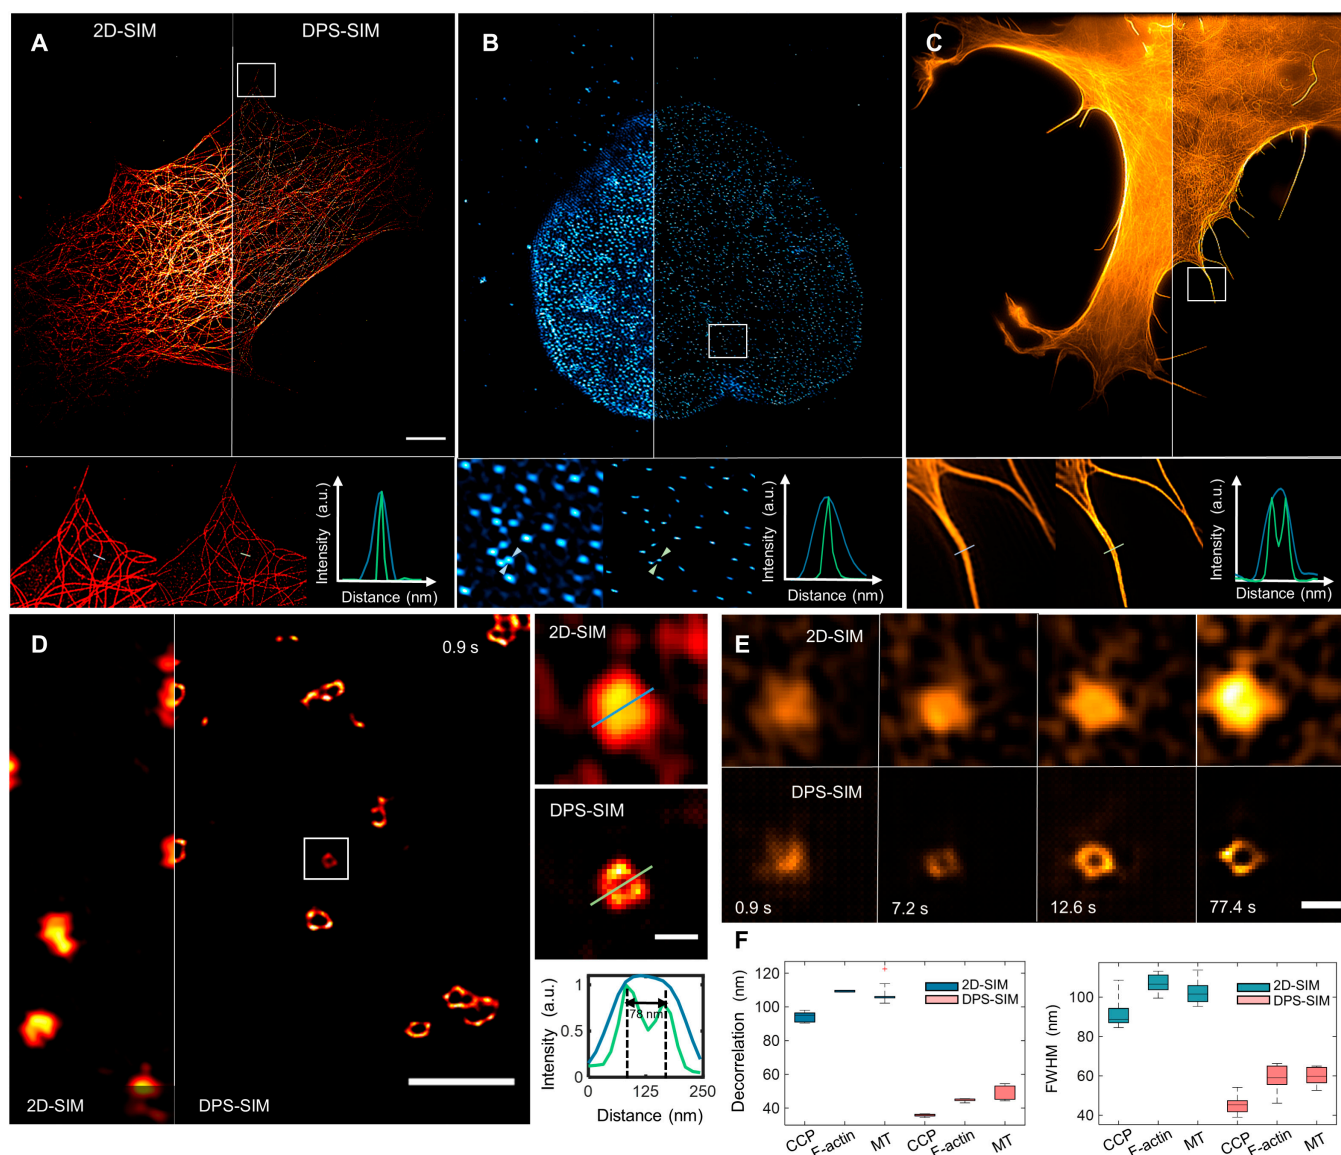 A
2D-SIM
DPS-SIM
B
C
Intensity (a.u.)
Distance (nm)
Intensity (a.u.)
Distance (nm)
Intensity (a.u.)
Distance (nm)
D
0.9 s
2D-SIM
DPS-SIM
2D-SIM
DPS-SIM
Intensity (a.u.)
1
0.5
0
78 nm
0
125
250
Distance (nm)
E
2D-SIM
DPS-SIM
0.9 s
7.2 s
12.6 s
77.4 s
F
Decorrelation (nm)
120
100
80
60
40
2D-SIM
DPS-SIM
CCP
F-actin
MT
CCP
F-actin
MT
FWHM (nm)
100
80
60
40
2D-SIM
DPS-SIM
CCP
F-actin
MT
CCP
F-actin
MT